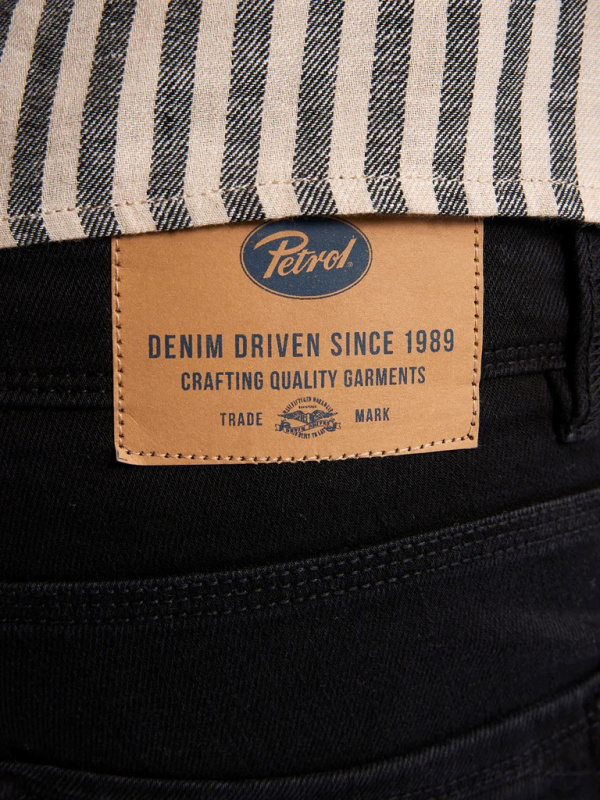 Petrol
DENIM DRIVEN SINCE 1989
CRAFTING QUALITY GARMENTS
TRADE MARK